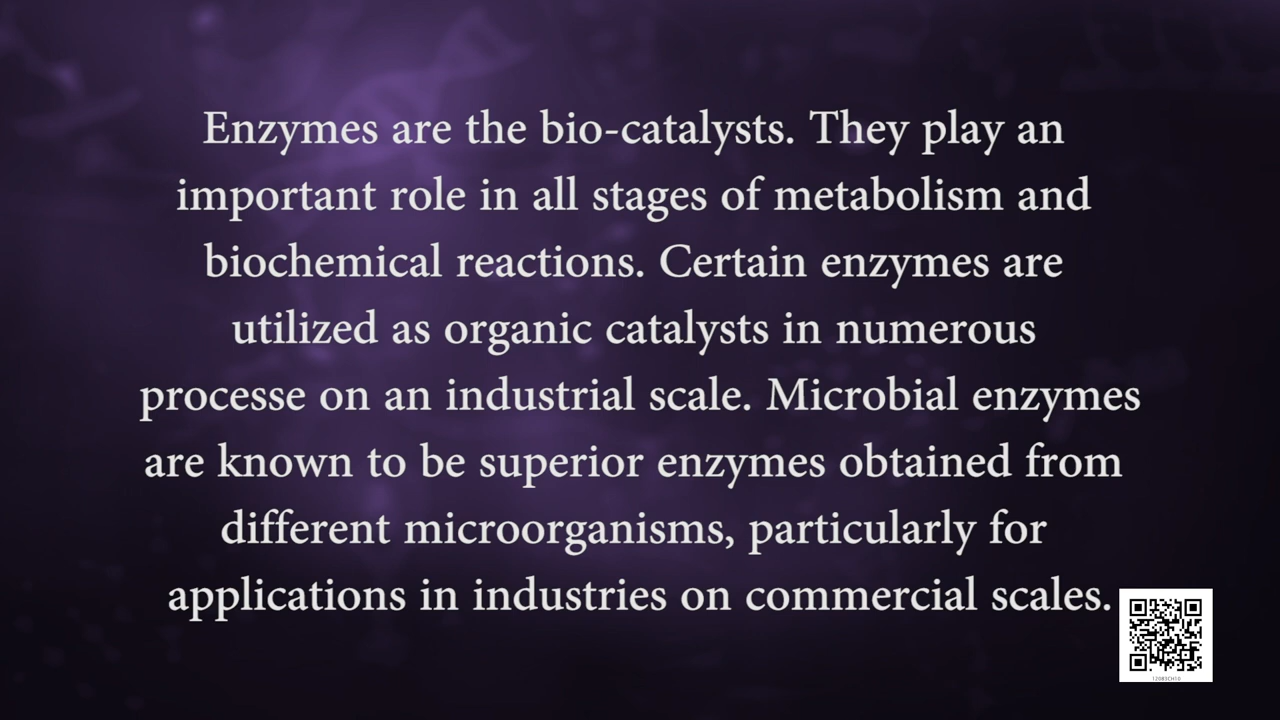 Enzymes are the bio-catalysts. They play an
important role in all stages of metabolism and
biochemical reactions. Certain enzymes are
utilized as organic catalysts in numerous
processe on an industrial scale. Microbial enzymes
are known to be superior enzymes obtained from
different microorganisms, particularly for
applications in industries on commercial scales.
12083CH10